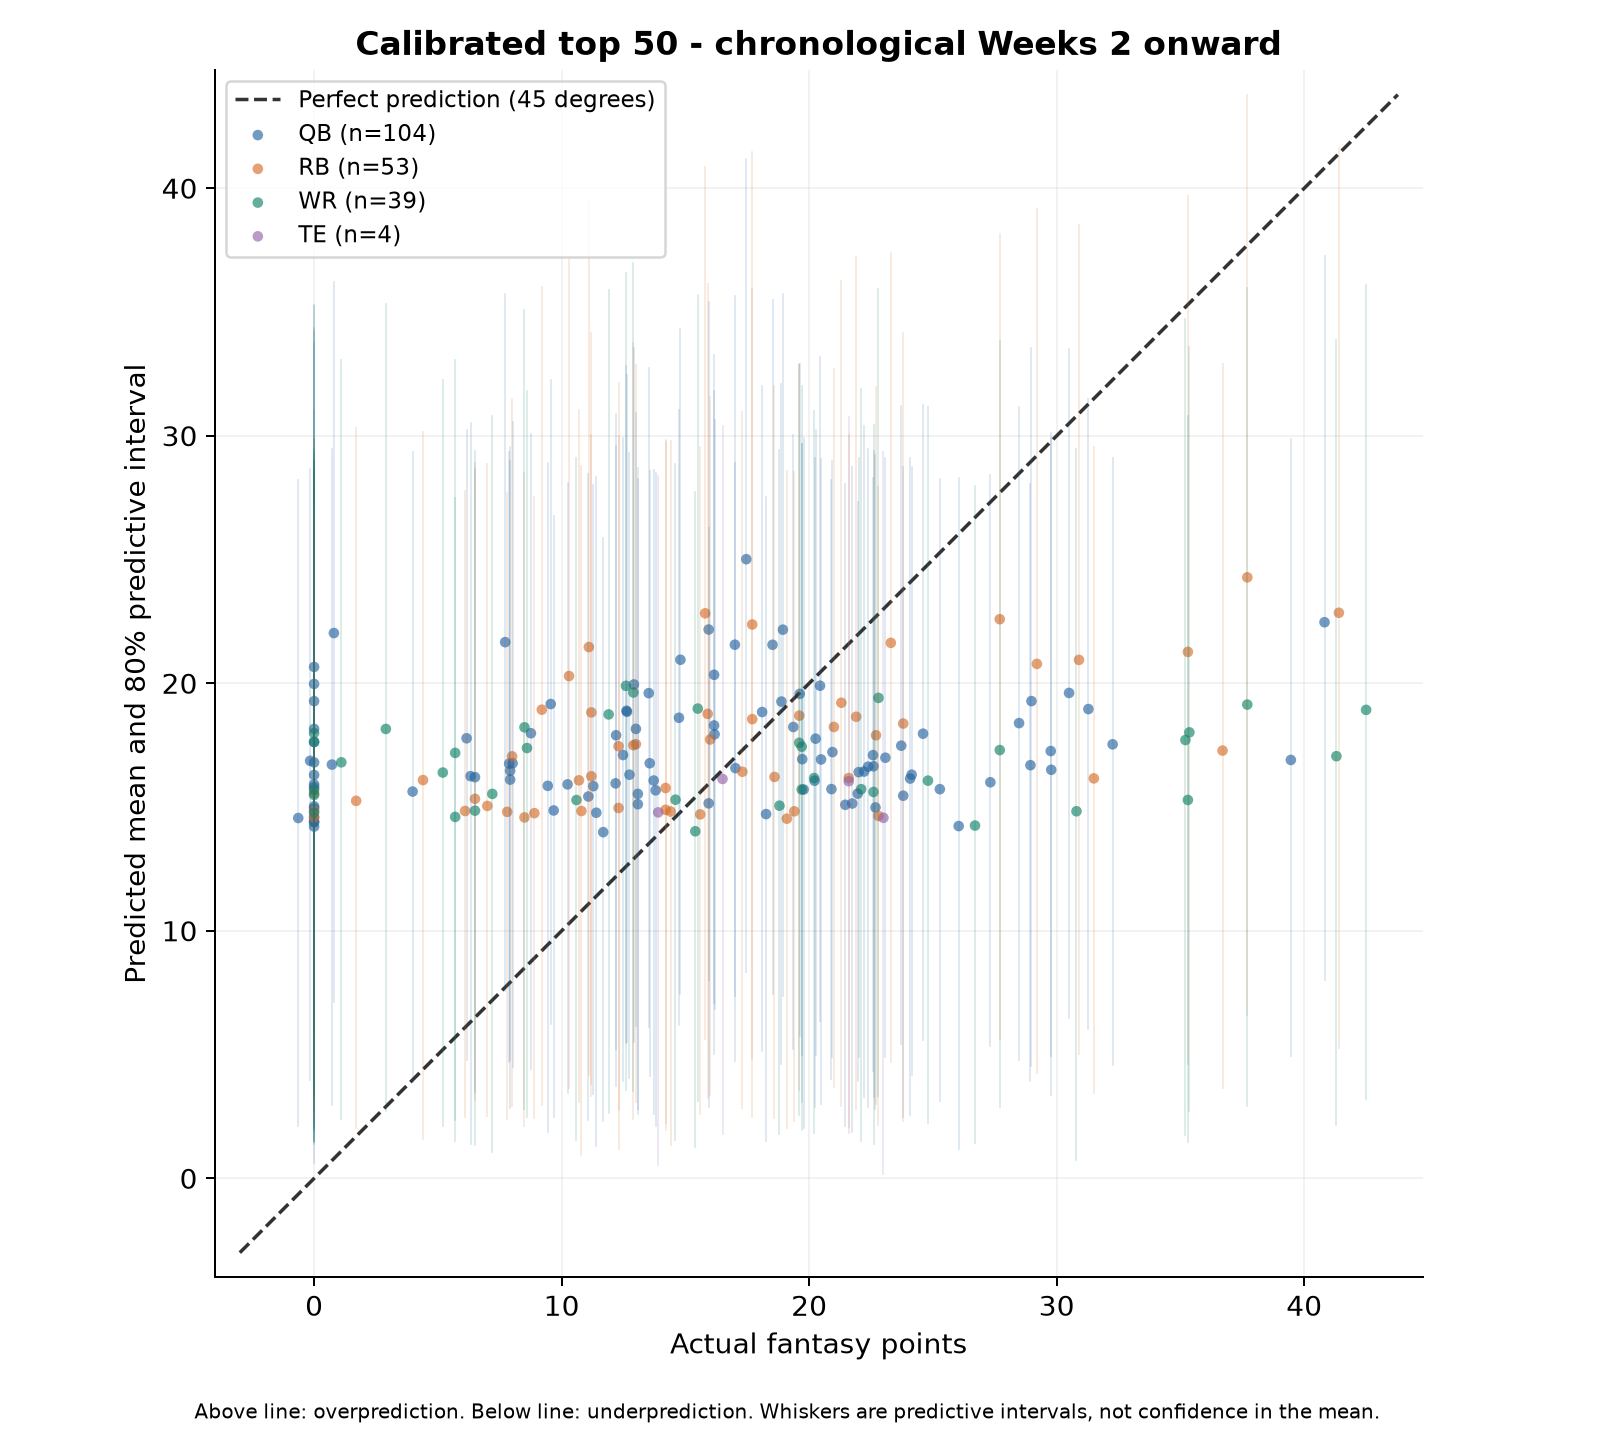 Calibrated top 50 - chronological Weeks 2 onward
Perfect prediction (45 degrees)
QB (n=104)
RB (n=53)
WR (n=39)
TE (n=4)
Predicted mean and 80% predictive interval
40
30
20
10
0
0 10 20 30 40
Actual fantasy points
Above line: overprediction. Below line: underprediction. Whiskers are predictive intervals, not confidence in the mean.